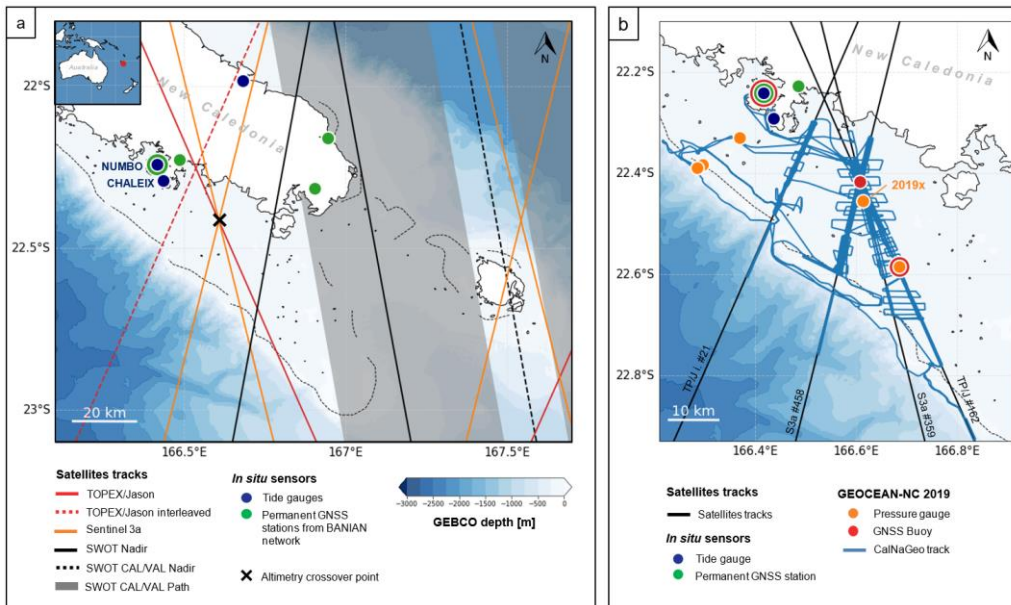 a
Australia
N
New Caledonia
22°S
NUMBO
CHALEIX
22.5°S
23°S
20 km
166.5°E
167°E
167.5°E
Satellites tracks
TOPEX/Jason
TOPEX/Jason interleaved
Sentinel 3a
SWOT Nadir
SWOT CAL/VAL Nadir
SWOT CAL/VAL Path
In situ sensors
Tide gauges
Permanent GNSS
stations from BANIAN
network
Altimetry crossover point
-3000
-2500
-2000
-1500
-1000
-500
0
GEBCO depth [m]
b
N
New Caledonia
22.2°S
22.4°S
2019x
22.6°S
22.8°S
TP/J i. #21
S3a #458
S3a #359
TP/J #162
10 km
166.4°E
166.6°E
166.8°E
Satellites tracks
Satellites tracks
In situ sensors
Tide gauge
Permanent GNSS station
GEOCEAN-NC 2019
Pressure gauge
GNSS Buoy
CalNaGeo track